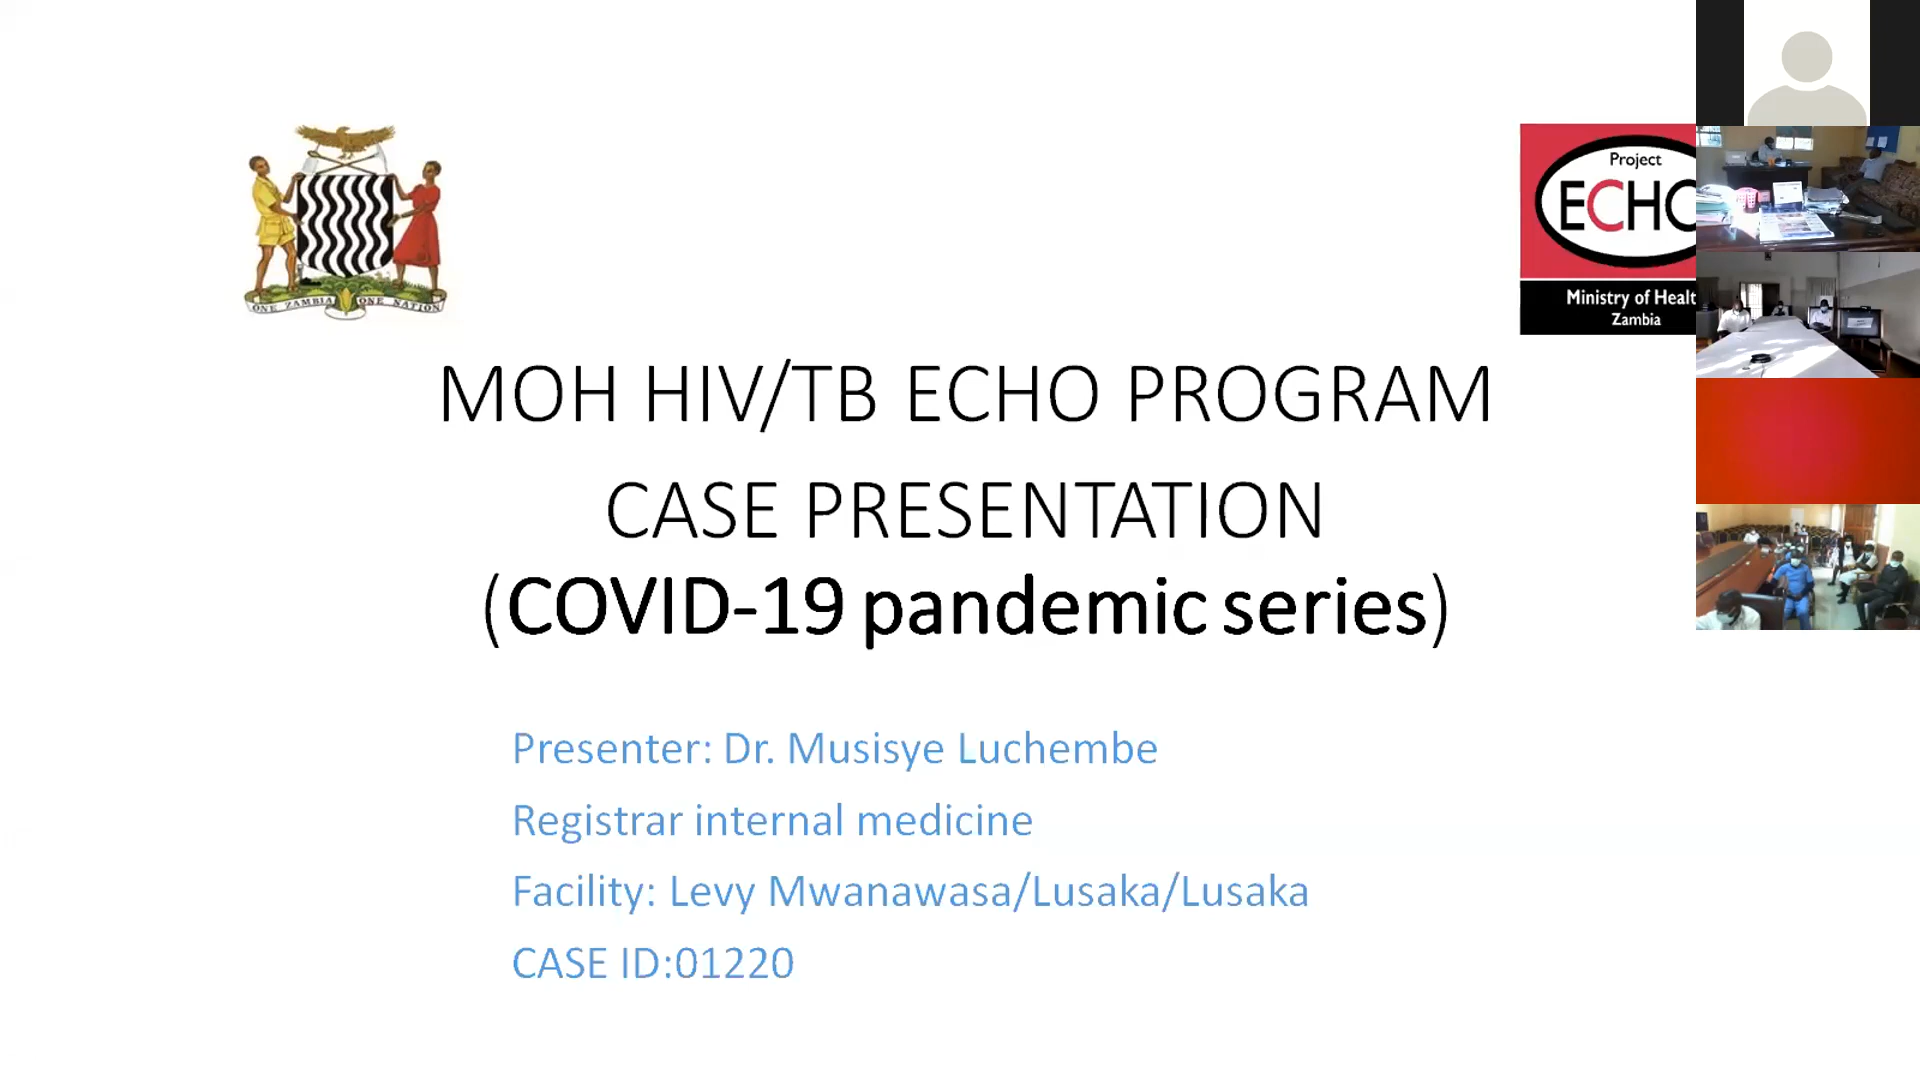 ONE ZAMBIA ONE NATION
Project
ECHO
Ministry of Healt
Zambia
MOH HIV/TB ECHO PROGRAM
CASE PRESENTATION
(COVID-19 pandemic series)
Presenter: Dr. Musisye Luchembe
Registrar internal medicine
Facility: Levy Mwanawasa/Lusaka/Lusaka
CASE ID:01220